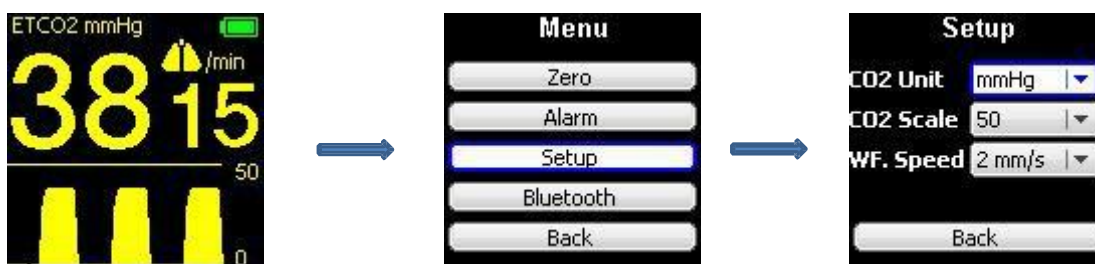 ETCO2 mmHg
38 15 /min
50
0
Menu
Zero
Alarm
Setup
Bluetooth
Back
Setup
CO2 Unit mmHg
CO2 Scale 50
WF. Speed 2 mm/s
Back